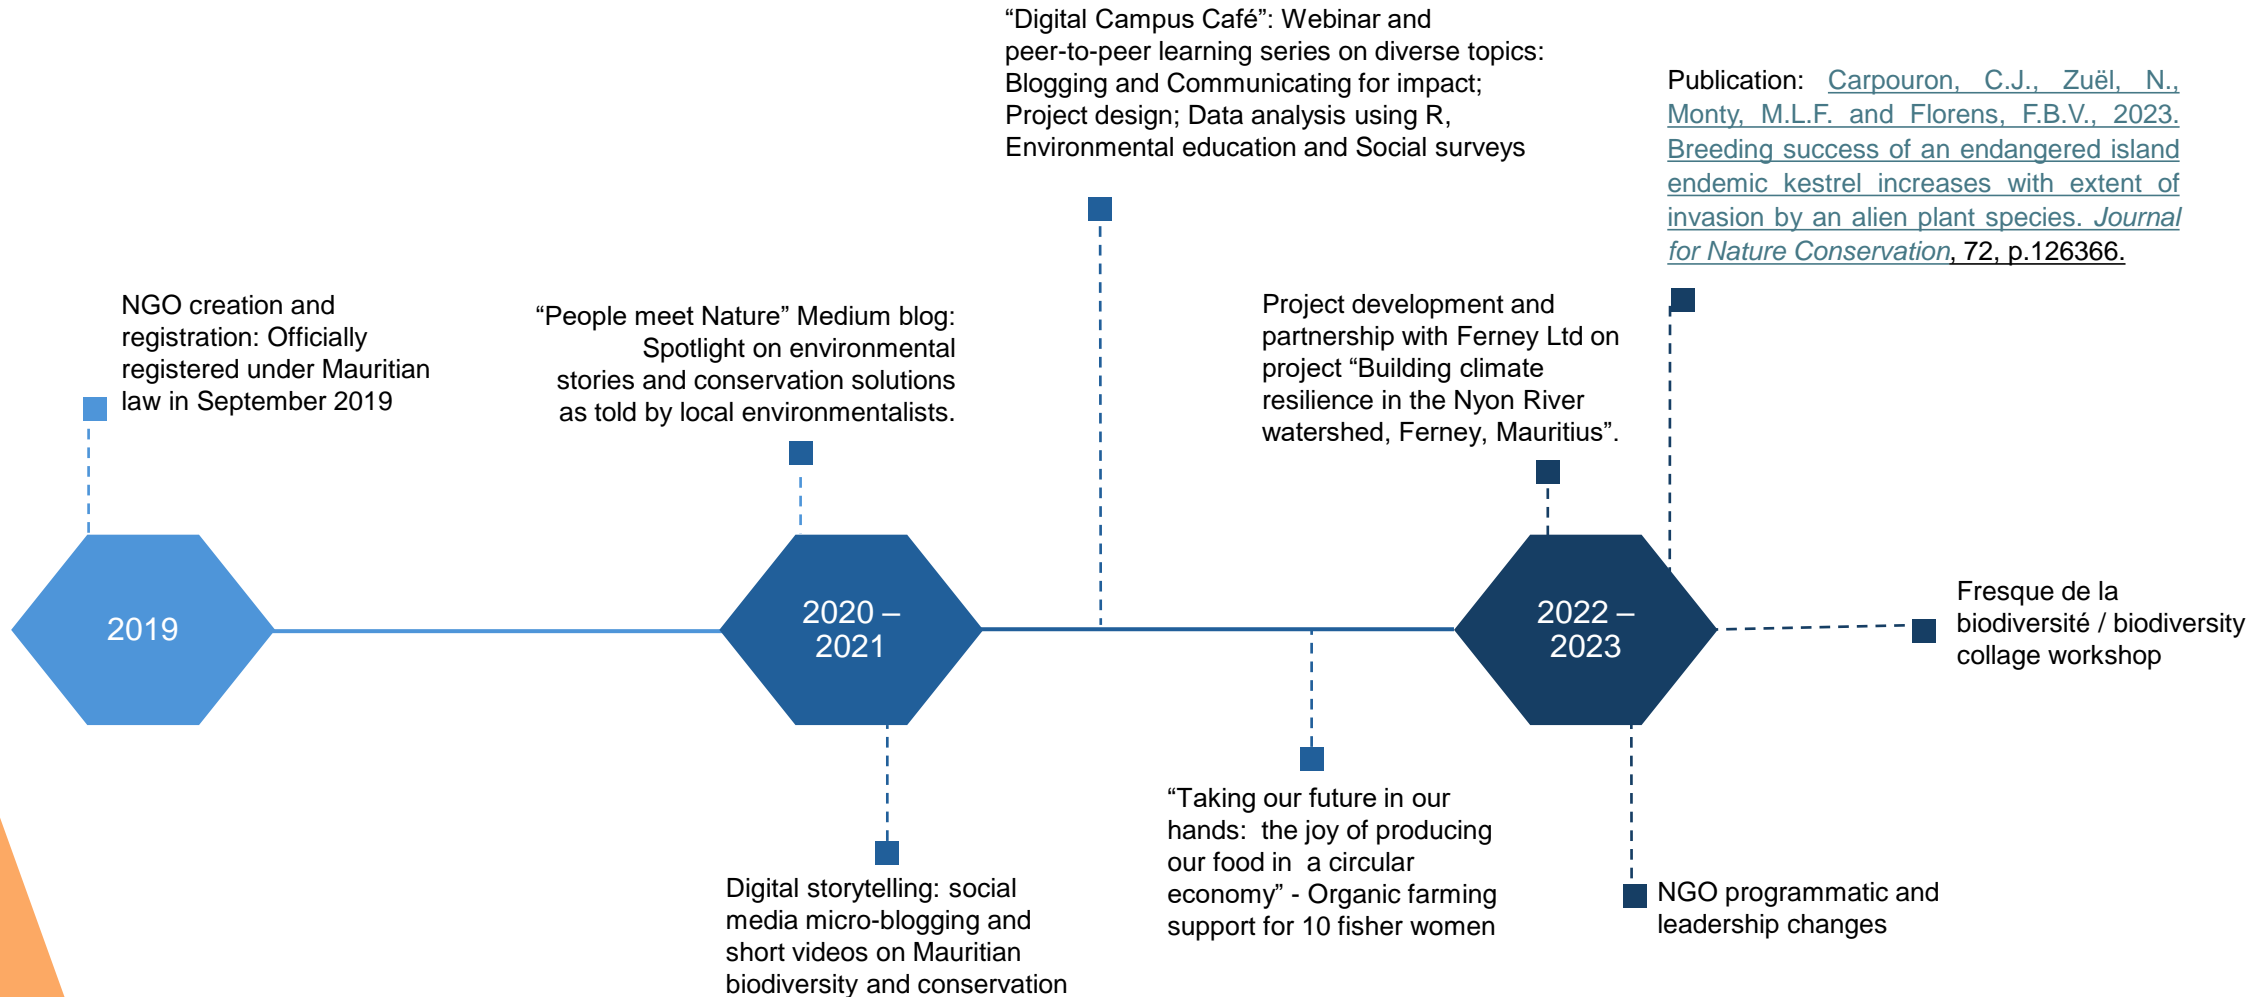 “Digital Campus Café”: Webinar and
peer-to-peer learning series on diverse topics:
Blogging and Communicating for impact;
Project design; Data analysis using R,
Environmental education and Social surveys
Publication: Carpouron, C.J., Zuël, N.,
Monty, M.L.F. and Florens, F.B.V., 2023.
Breeding success of an endangered island
endemic kestrel increases with extent of
invasion by an alien plant species. Journal
for Nature Conservation, 72, p.126366.
NGO creation and
registration: Officially
registered under Mauritian
law in September 2019
“People meet Nature” Medium blog:
Spotlight on environmental
stories and conservation solutions
as told by local environmentalists.
Project development and
partnership with Ferney Ltd on
project “Building climate
resilience in the Nyon River
watershed, Ferney, Mauritius”.
2019
2020 –
2021
2022 –
2023
Fresque de la
biodiversité / biodiversity
collage workshop
Digital storytelling: social
media micro-blogging and
short videos on Mauritian
biodiversity and conservation
“Taking our future in our
hands:  the joy of producing
our food in  a circular
economy” - Organic farming
support for 10 fisher women
NGO programmatic and
leadership changes